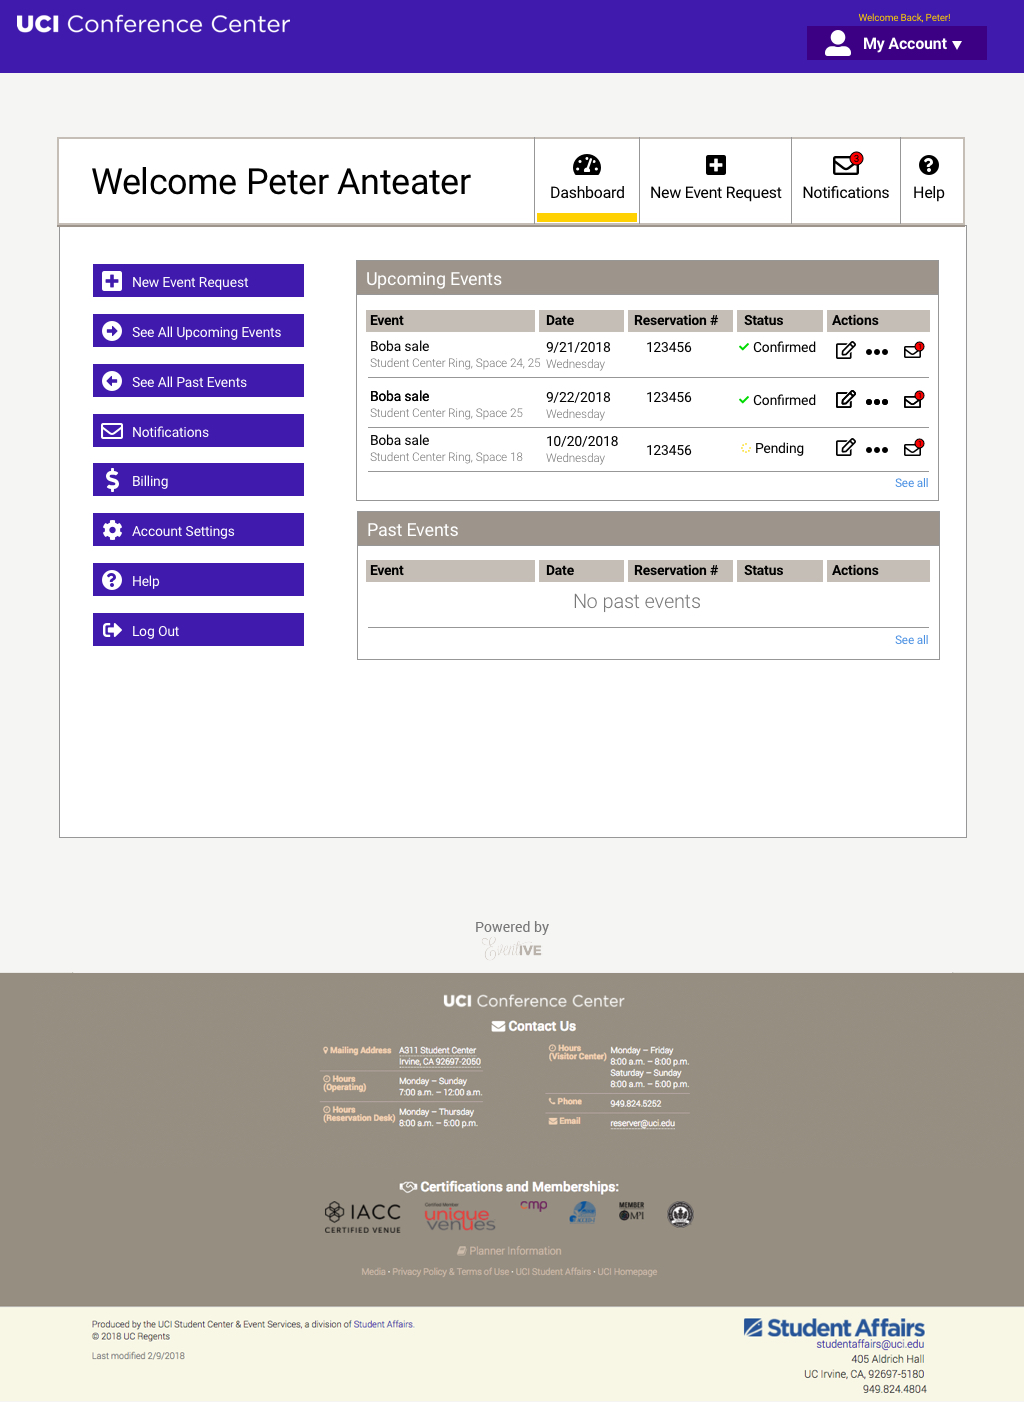 UCI Conference Center
Welcome Back, Peter!
My Account
Welcome Peter Anteater
Dashboard
New Event Request
3
Notifications
Help
New Event Request
See All Upcoming Events
See All Past Events
Notifications
Billing
Account Settings
Help
Log Out
Upcoming Events
Event Date Reservation # Status Actions
Boba sale 9/21/2018 123456 Confirmed
Student Center Ring, Space 24, 25 Wednesday
Boba sale 9/22/2018 123456 Confirmed
Student Center Ring, Space 25 Wednesday
Boba sale 10/20/2018 123456 Pending
Student Center Ring, Space 18 Wednesday
See all
Past Events
Event Date Reservation # Status Actions
No past events
See all
Powered by
EventIVE
UCI Conference Center
Contact Us
Mailing Address A311 Student Center
Irvine, CA 92697-2050
Hours
(Operating)
Monday – Sunday
7:00 a.m. – 12:00 a.m.
Hours
(Reservation Desk)
Monday – Thursday
8:00 a.m. – 5:00 p.m.
Hours
(Visitor Center)
Monday – Friday
8:00 a.m. – 8:00 p.m.
Saturday – Sunday
8:00 a.m. – 5:00 p.m.
Phone 949.824.5252
Email reserver@uci.edu
Certifications and Memberships:
IACC
CERTIFIED VENUE
unique
venues
cmp
MEMBER
MPI
Planner Information
Media • Privacy Policy & Terms of Use • UCI Student Affairs • UCI Homepage
Produced by the UCI Student Center & Event Services, a division of Student Affairs.
© 2018 UC Regents
Last modified 2/9/2018
Student Affairs
studentaffairs@uci.edu
405 Aldrich Hall
UC Irvine, CA, 92697-5180
949.824.4804